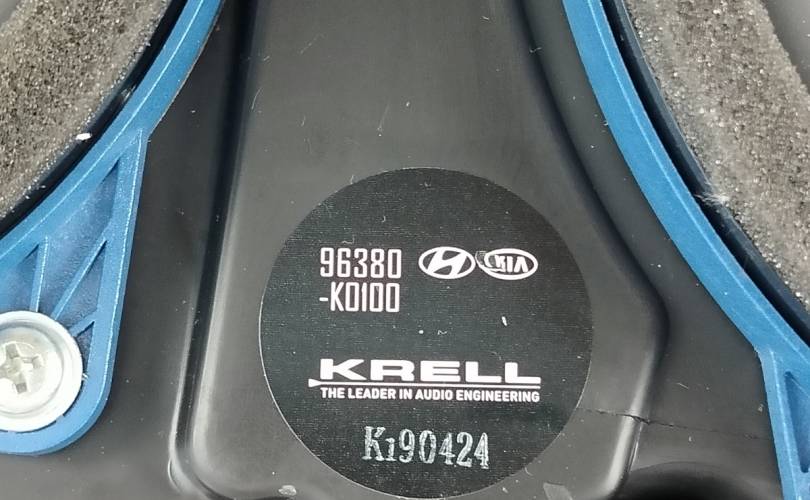 96380
-K0100
KIA
KRELL
THE LEADER IN AUDIO ENGINEERING
K190424